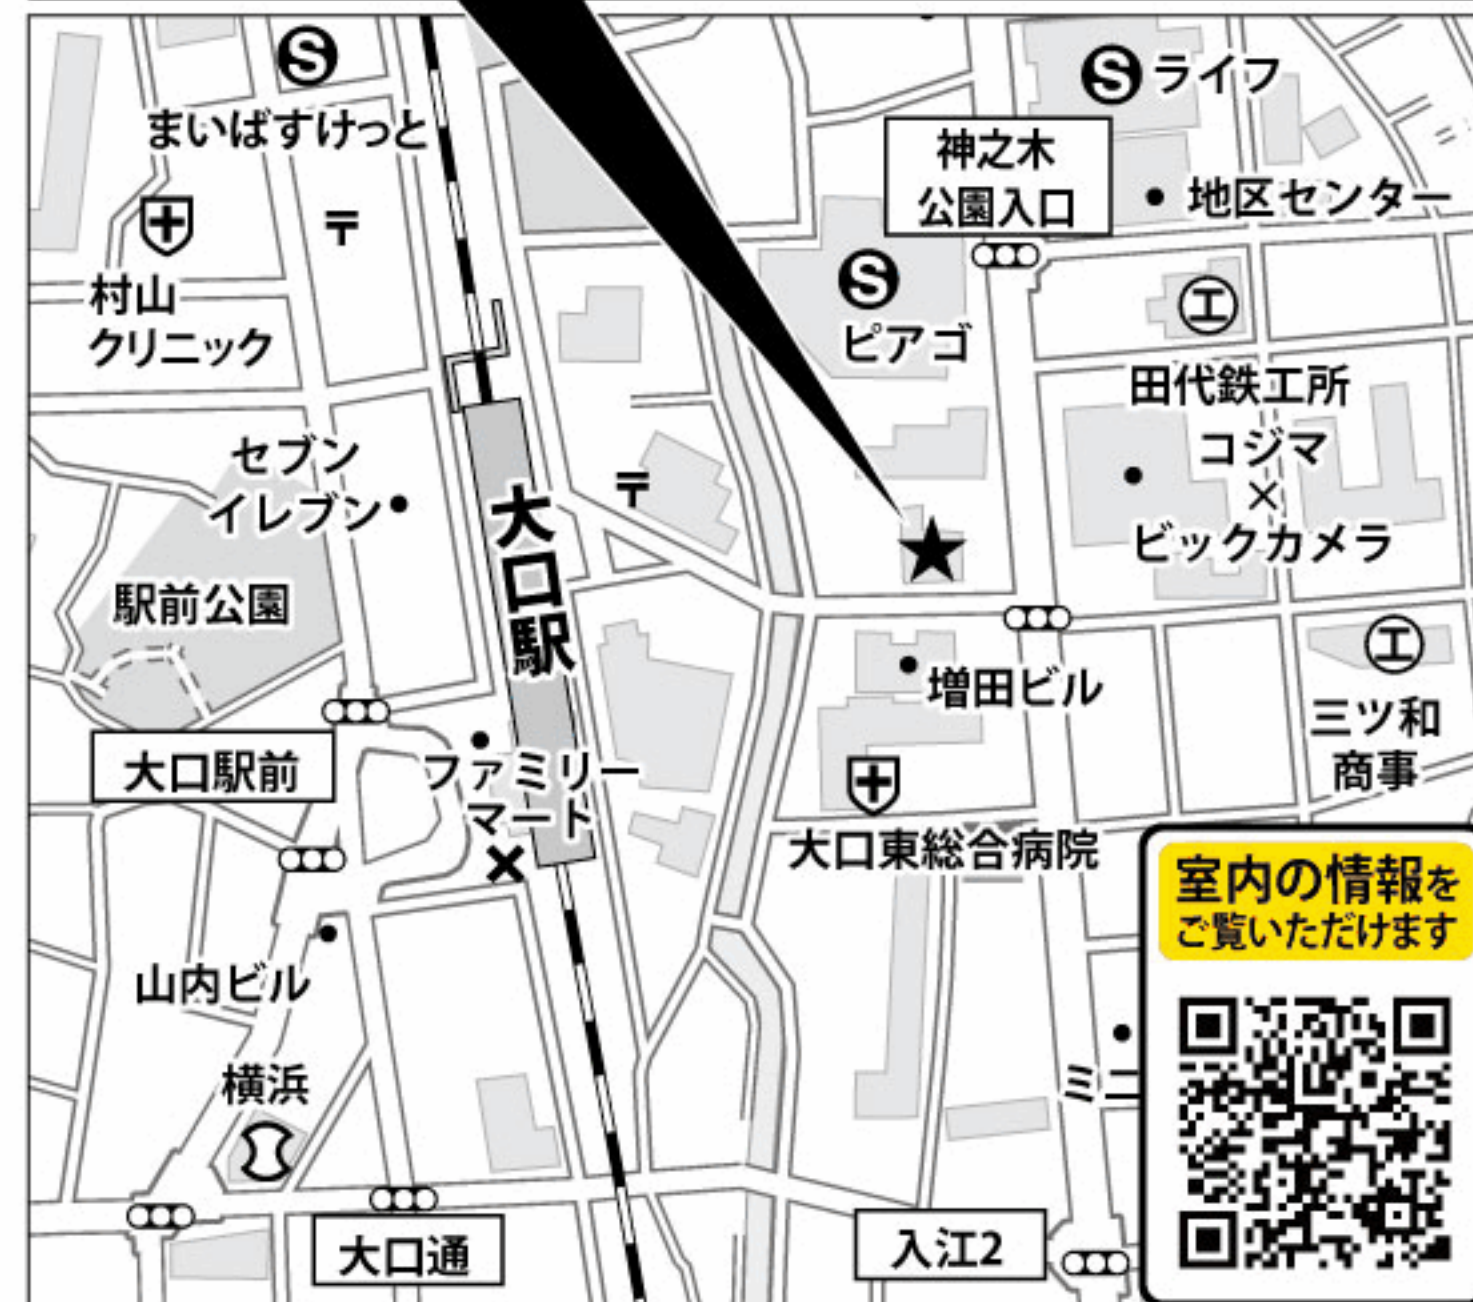 S
ライフ
まいばすけっと
神之木
公園入口
地区センター
〒
村山
クリニック
S
ピアゴ
工
田代鉄工所
コジマ
×
ビックカメラ
セブン
イレブン
〒
大口駅
駅前公園
増田ビル
工
三ツ和
商事
大口駅前
ファミリー
マート
大口東総合病院
室内の情報を
ご覧いただけます
山内ビル
横浜
ミニ
大口通
入江2
S